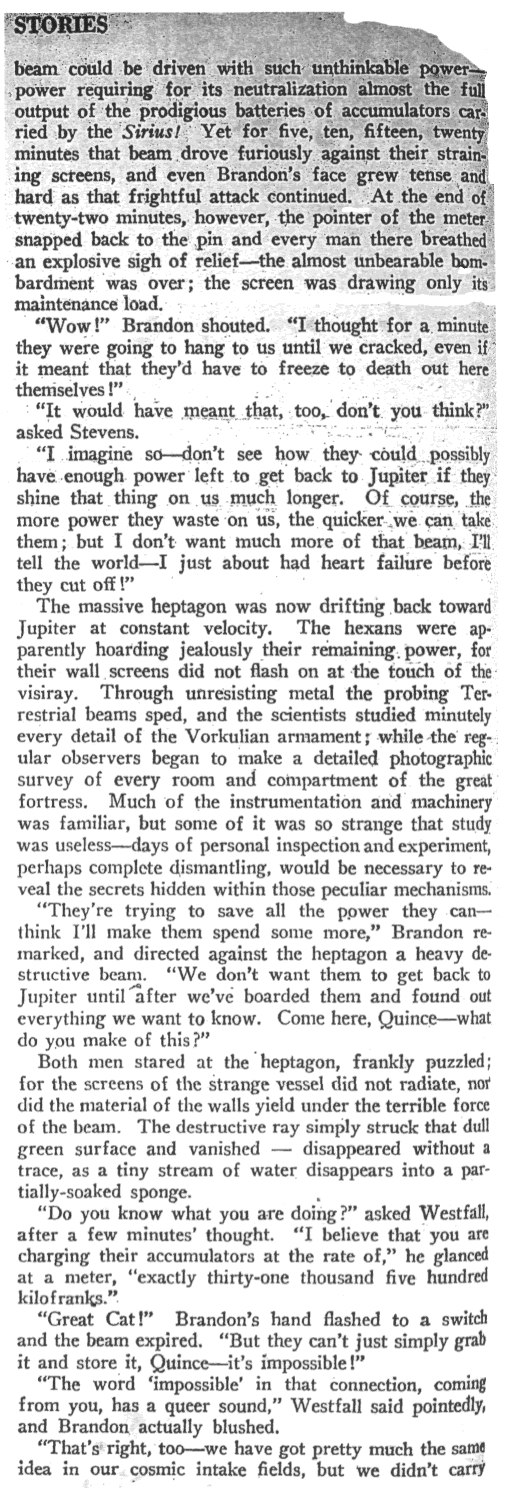 STORIES
beam could be driven with such unthinkable power—
power requiring for its neutralization almost the full
output of the prodigious batteries of accumulators car-
ried by the Sirius! Yet for five, ten, fifteen, twenty
minutes that beam drove furiously against their strain-
ing screens, and even Brandon's face grew tense and
hard as that frightful attack continued. At the end of
twenty-two minutes, however, the pointer of the meter
snapped back to the pin and every man there breathed
an explosive sigh of relief—the almost unbearable bom-
bardment was over; the screen was drawing only its
maintenance load.
"Wow!" Brandon shouted. "I thought for a minute
they were going to hang to us until we cracked, even if
it meant that they'd have to freeze to death out here
themselves!"
"It would have meant that, too, don't you think?"
asked Stevens.
"I imagine so—don't see how they could possibly
have enough power left to get back to Jupiter if they
shine that thing on us much longer. Of course, the
more power they waste on us, the quicker we can take
them; but I don't want much more of that beam, I'll
tell the world—I just about had heart failure before
they cut off!"
The massive heptagon was now drifting back toward
Jupiter at constant velocity. The hexans were ap-
parently hoarding jealously their remaining power, for
their wall screens did not flash on at the touch of the
visiray. Through unresisting metal the probing Ter-
restrial beams sped, and the scientists studied minutely
every detail of the Vorkulian armament; while the reg-
ular observers began to make a detailed photographic
survey of every room and compartment of the great
fortress. Much of the instrumentation and machinery
was familiar, but some of it was so strange that study
was useless—days of personal inspection and experiment,
perhaps complete dismantling, would be necessary to re-
veal the secrets hidden within those peculiar mechanisms.
"They're trying to save all the power they can—
think I'll make them spend some more," Brandon re-
marked, and directed against the heptagon a heavy de-
structive beam. "We don't want them to get back to
Jupiter until after we've boarded them and found out
everything we want to know. Come here, Quince—what
do you make of this?"
Both men stared at the heptagon, frankly puzzled;
for the screens of the strange vessel did not radiate, nor
did the material of the walls yield under the terrible force
of the beam. The destructive ray simply struck that dull
green surface and vanished — disappeared without a
trace, as a tiny stream of water disappears into a par-
tially-soaked sponge.
"Do you know what you are doing?" asked Westfall,
after a few minutes' thought. "I believe that you are
charging their accumulators at the rate of," he glanced
at a meter, "exactly thirty-one thousand five hundred
kilofranks."
"Great Cat!" Brandon's hand flashed to a switch
and the beam expired. "But they can't just simply grab
it and store it, Quince—it's impossible!"
"The word 'impossible' in that connection, coming
from you, has a queer sound," Westfall said pointedly,
and Brandon actually blushed.
"That's right, too—we have got pretty much the same
idea in our cosmic intake fields, but we didn't carry